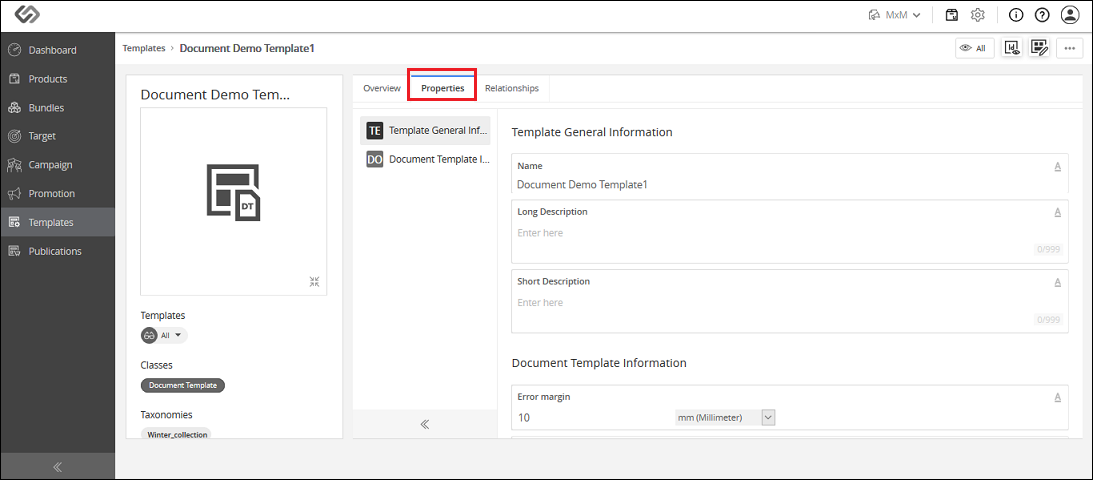 MxM
Dashboard
Products
Bundles
Target
Campaign
Promotion
Templates
Publications
Templates › Document Demo Template1
All
Document Demo Tem...
DT
Templates
All
Classes
Document Template
Taxonomies
Winter_collection
Overview Properties Relationships
TE Template General Inf...
DO Document Template I...
Template General Information
Name
A
Document Demo Template1
Long Description
A
Enter here
0/999
Short Description
A
Enter here
0/999
Document Template Information
Error margin
A
10 mm (Millimeter)